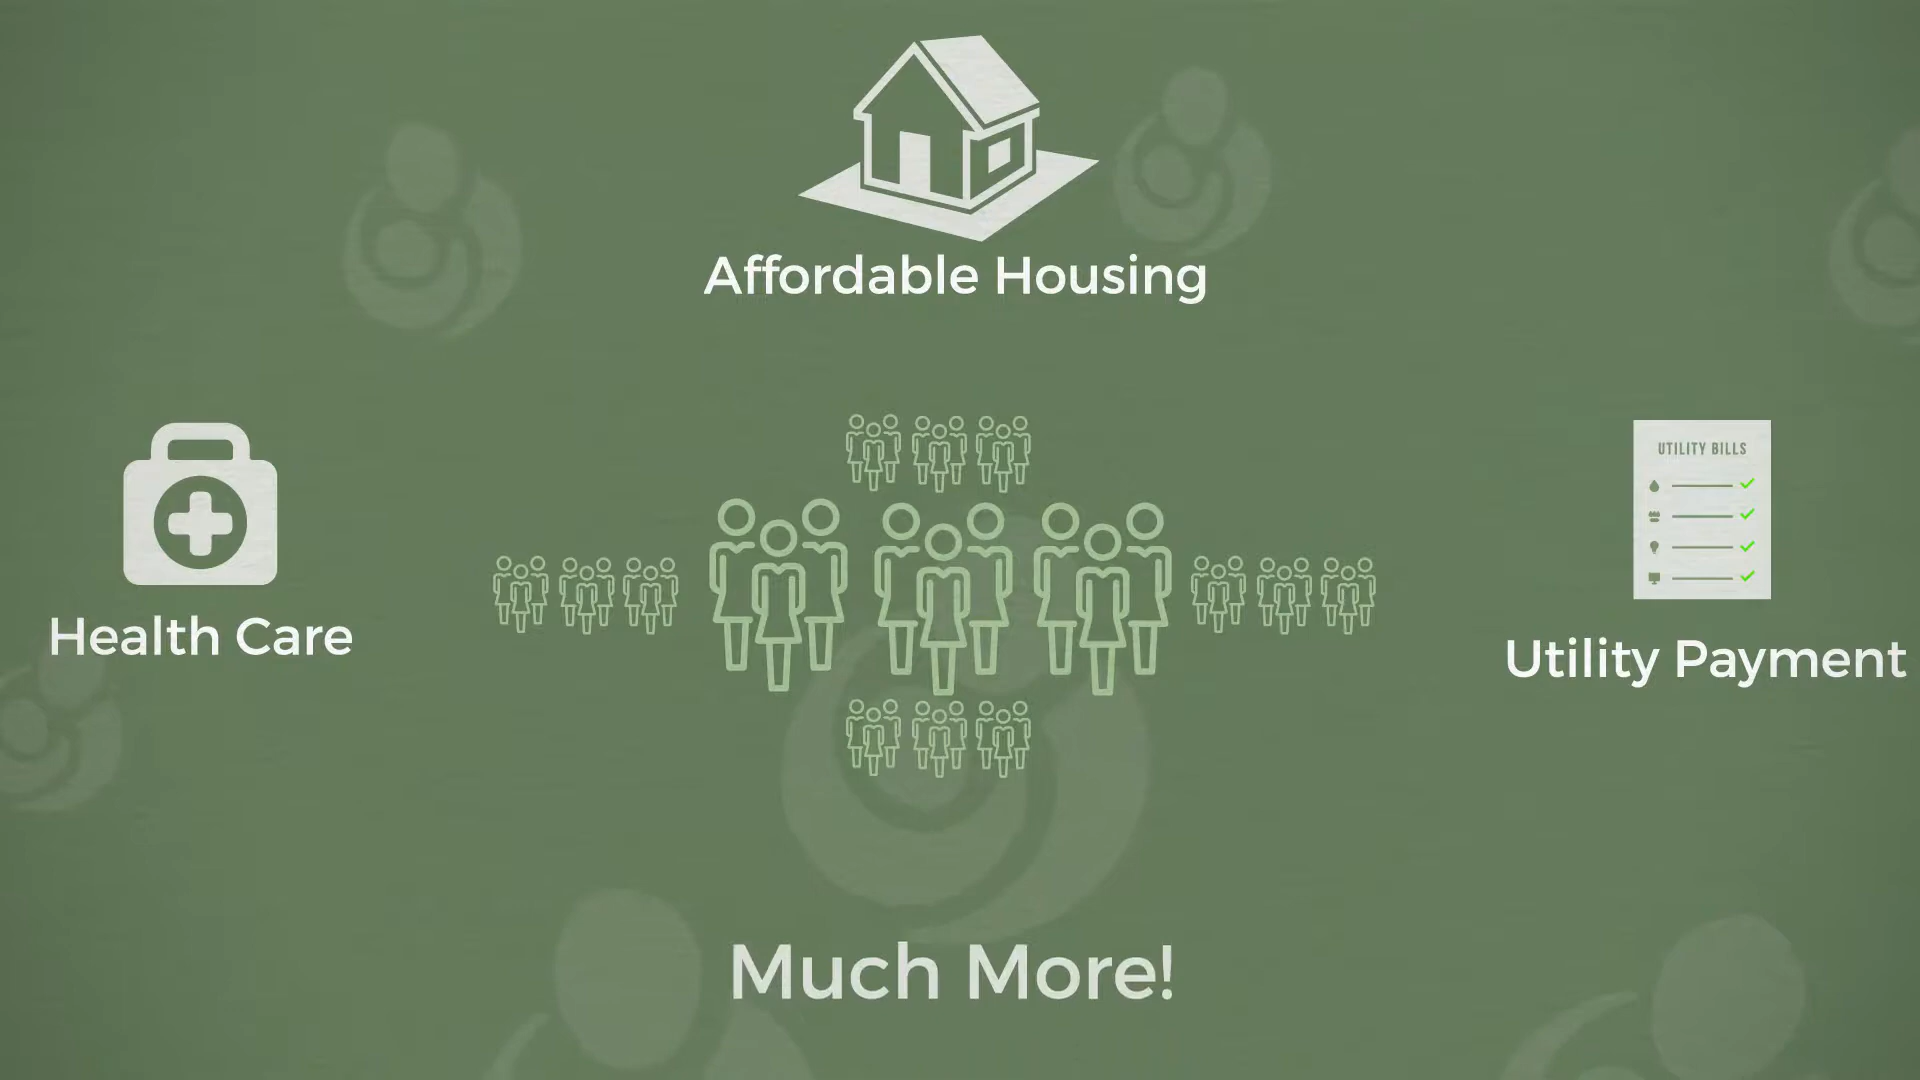 Affordable Housing
Health Care
UTILITY BILLS
Utility Payment
Much More!